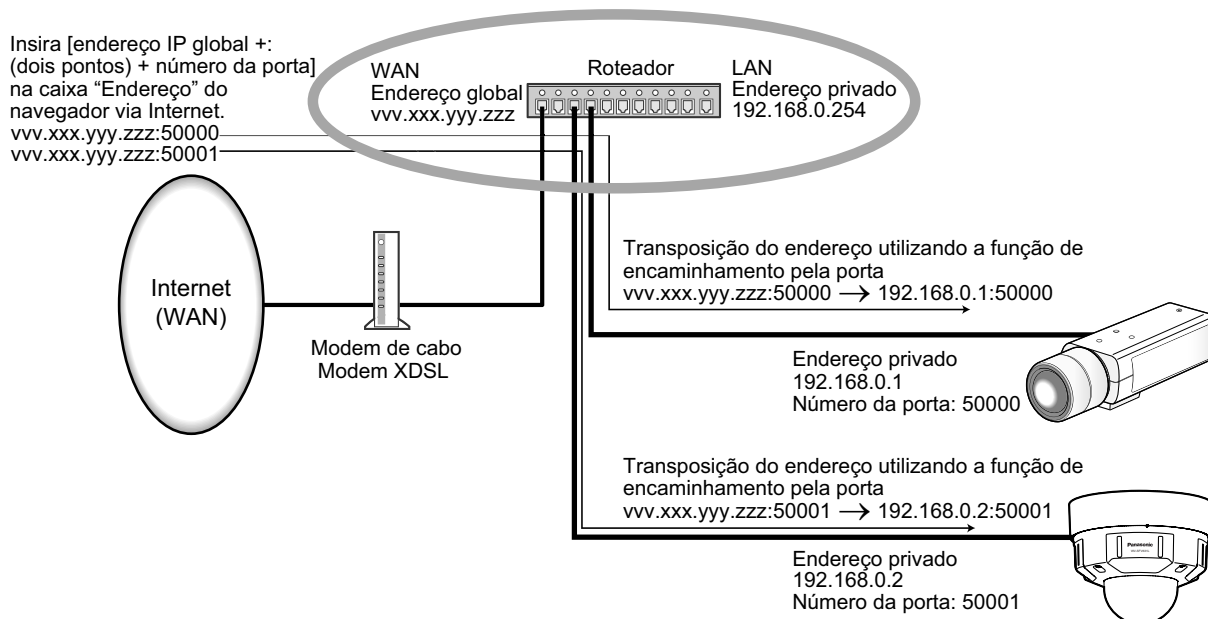 Insira [endereço IP global +:
(dois pontos) + número da porta]
na caixa “Endereço” do
navegador via Internet.
vvv.xxx.yyy.zzz:50000
vvv.xxx.yyy.zzz:50001
WAN
Endereço global
vvv.xxx.yyy.zzz
Roteador
LAN
Endereço privado
192.168.0.254
Internet
(WAN)
Modem de cabo
Modem XDSL
Transposição do endereço utilizando a função de
encaminhamento pela porta
vvv.xxx.yyy.zzz:50000 → 192.168.0.1:50000
Endereço privado
192.168.0.1
Número da porta: 50000
Transposição do endereço utilizando a função de
encaminhamento pela porta
vvv.xxx.yyy.zzz:50001 → 192.168.0.2:50001
Panasonic
Endereço privado
192.168.0.2
Número da porta: 50001